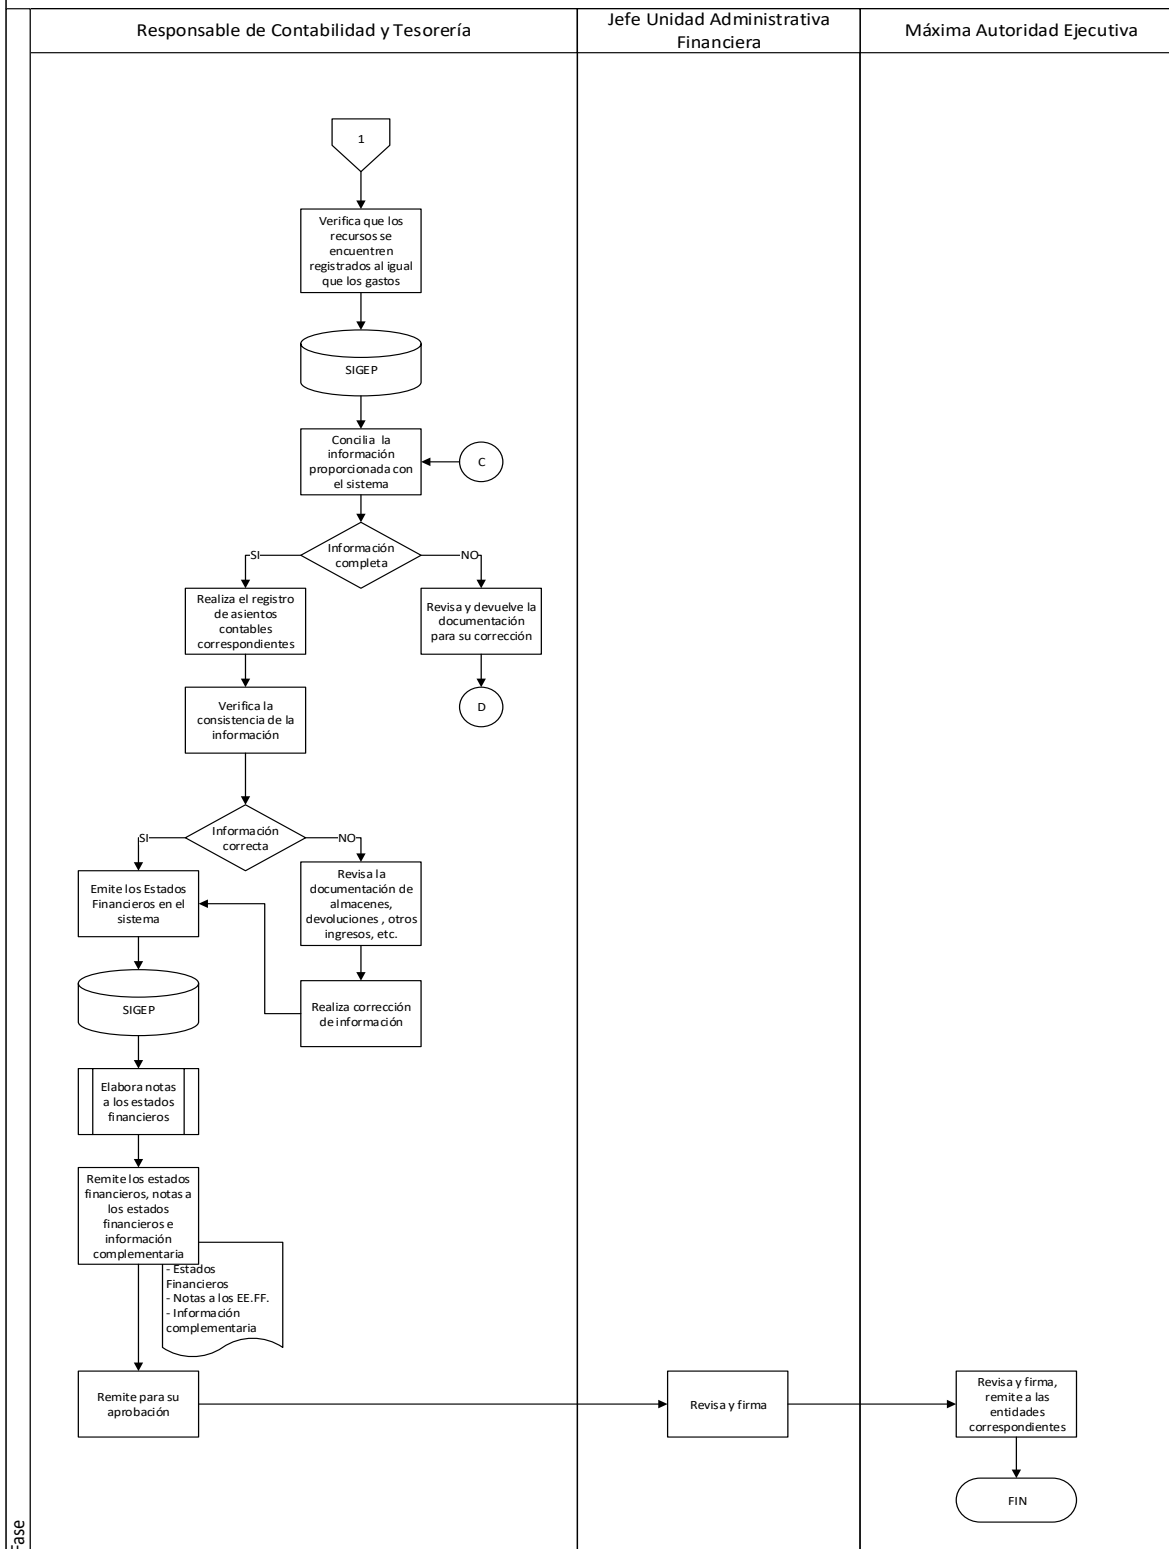 Responsable de Contabilidad y Tesorería
Jefe Unidad Administrativa
Financiera
Máxima Autoridad Ejecutiva
1
Verifica que los
recursos se
encuentren
registrados al igual
que los gastos
SIGEP
Concilia la
información
proporcionada con
el sistema
C
Información
completa
SI
NO
Realiza el registro
de asientos
contables
correspondientes
Revisa y devuelve la
documentación
para su corrección
Verifica la
consistencia de la
información
D
Información
correcta
SI
NO
Emite los Estados
Financieros en el
sistema
Revisa la
documentación de
almacenes,
devoluciones , otros
ingresos, etc.
SIGEP
Realiza corrección
de información
Elabora notas
a los estados
financieros
Remite los estados
financieros, notas a
los estados
financieros e
información
complementaria
- Estados
Financieros
- Notas a los EE.FF.
- Información
complementaria
Remite para su
aprobación
Revisa y firma
Revisa y firma,
remite a las
entidades
correspondientes
FIN
Fase